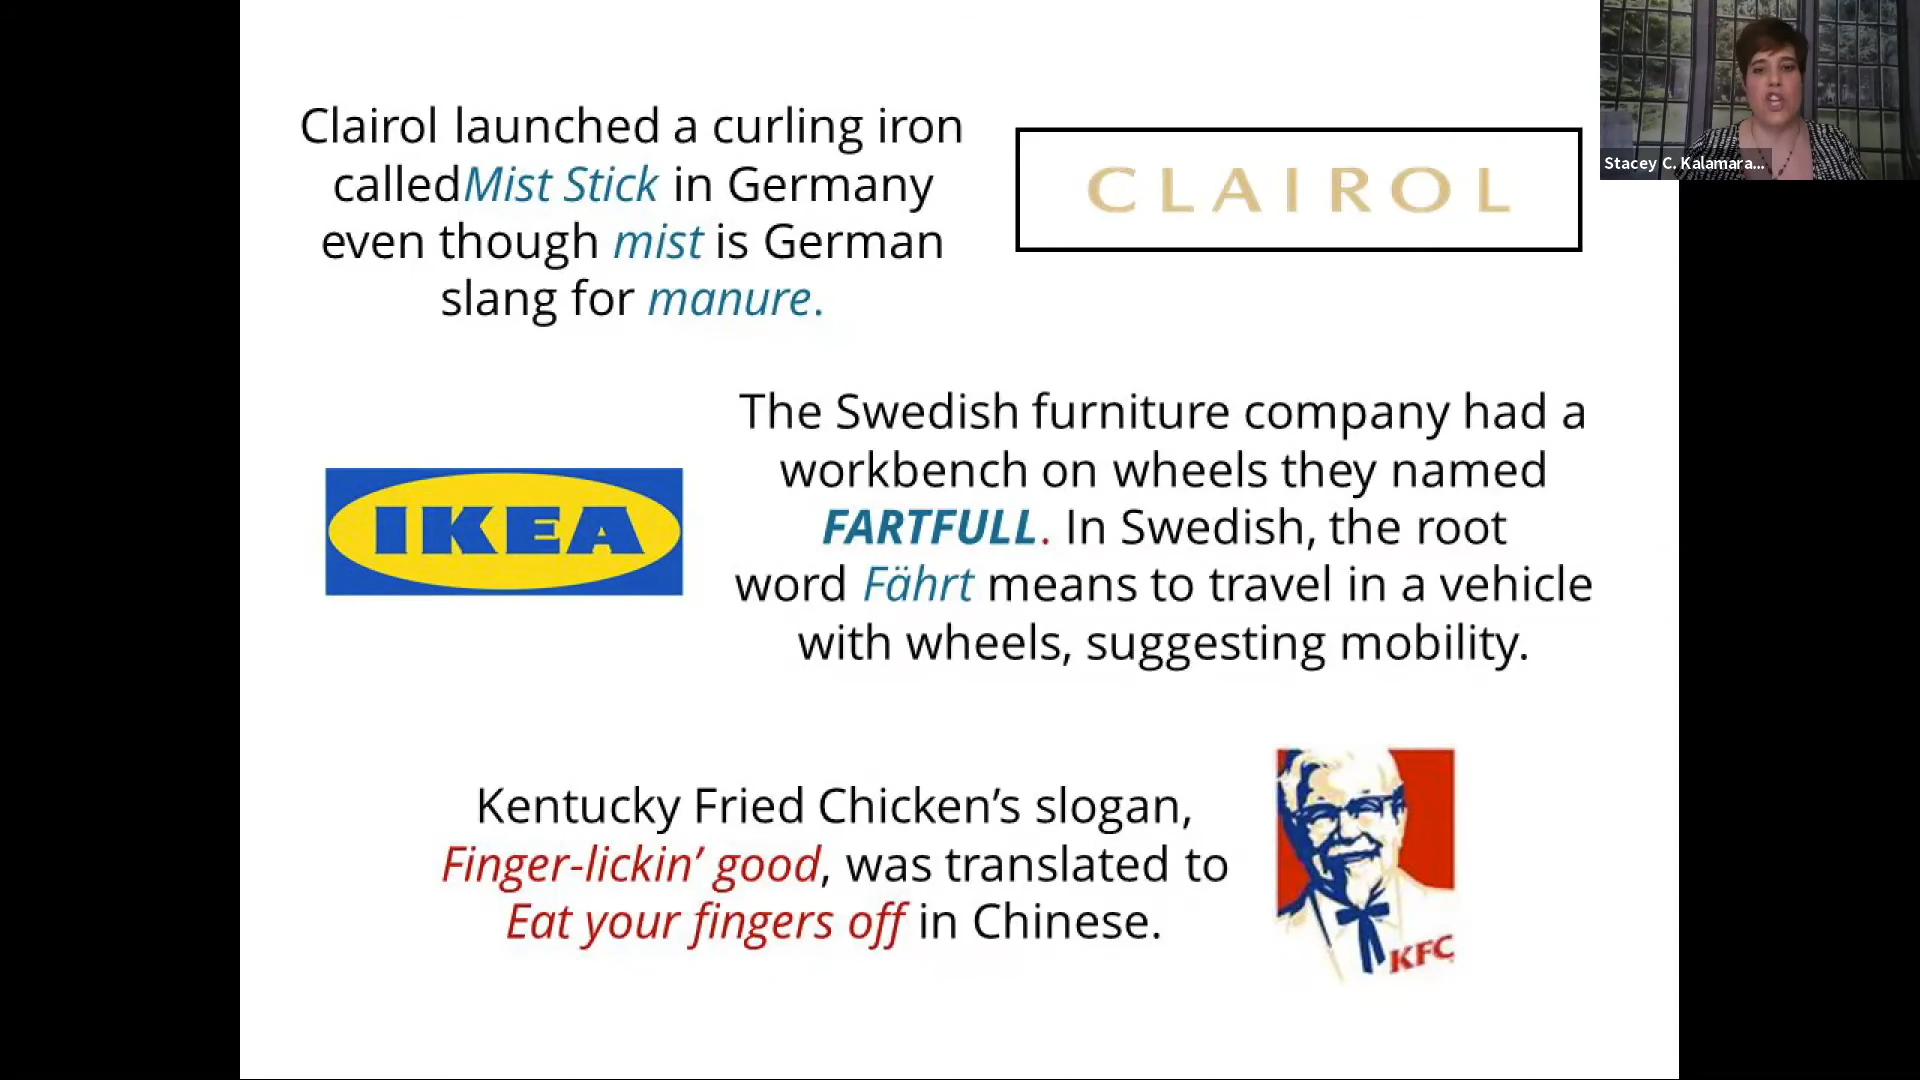 Clairol launched a curling iron
calledMist Stick in Germany
even though mist is German
slang for manure.
CLAIROL
Stacey C. Kalamara...
The Swedish furniture company had a
workbench on wheels they named
FARTFULL. In Swedish, the root
word Fährt means to travel in a vehicle
with wheels, suggesting mobility.
IKEA
Kentucky Fried Chicken’s slogan,
Finger-lickin’ good, was translated to
Eat your fingers off in Chinese.
KFC